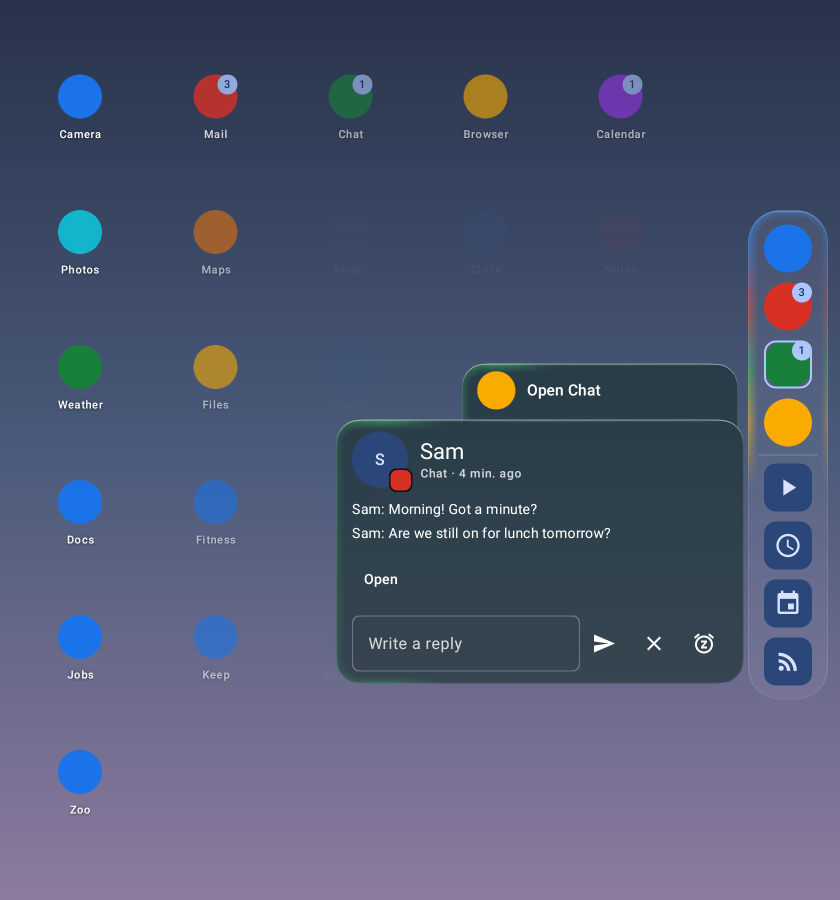 3
1
1
Camera
Mail
Chat
Browser
Calendar
Photos
Maps
Music
Clock
Notes
3
1
Weather
Files
Alarm
Open Chat
S
Sam
Chat · 4 min. ago
Sam: Morning! Got a minute?
Sam: Are we still on for lunch tomorrow?
Docs
Fitness
Open
Write a reply
Jobs
Keep
Zoo